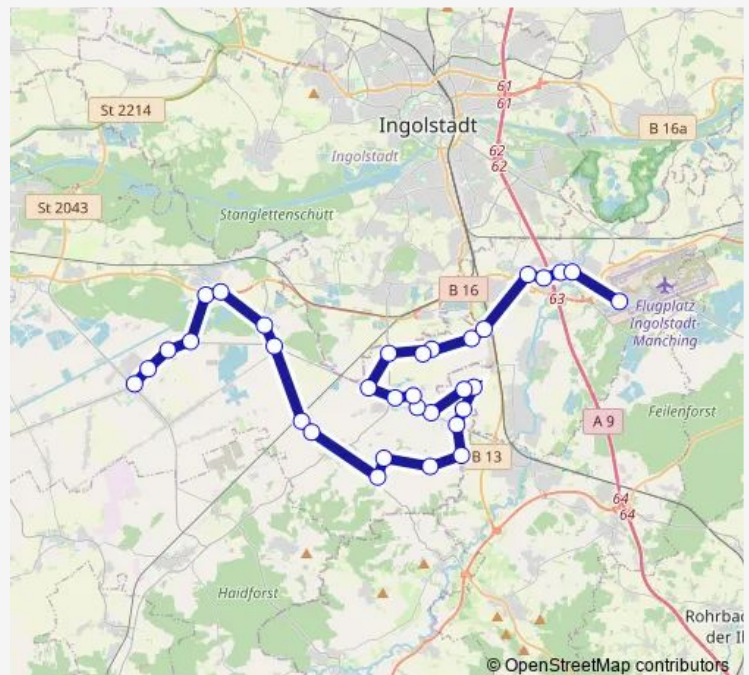 61
61
St 2214
Ingolstadt
B 16a
Ingolstadt
62
62
St 2043
Stanglettenschütt
B 16
63
Flugplatz
Ingolstadt-
Manching
Feilenforst
A 9
B 13
64
64
Haidforst
Rohrbac
der Il
© OpenStreetMap contributors